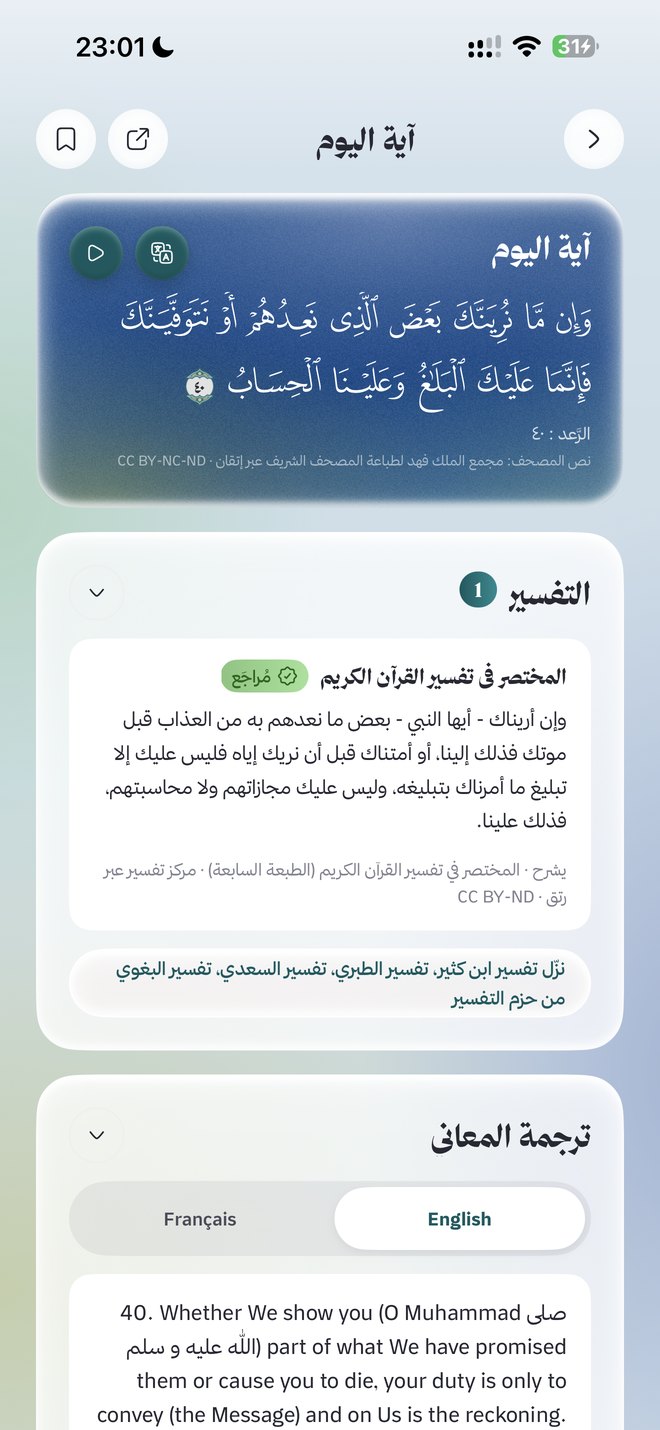 23:01
31
آية اليوم
آية اليوم
وَإِن مَّا نُرِيَنَّكَ بَعۡضَ ٱلَّذِى نَعِدُهُمۡ أَوۡ نَتَوَفَّيَنَّكَ
فَإِنَّمَا عَلَيۡكَ ٱلۡبَلَٰغُ وَعَلَيۡنَا ٱلۡحِسَابُ ٤٠
الرَّعد : ٤٠
نص المصحف: مجمع الملك فهد لطباعة المصحف الشريف عبر إتقان · CC BY-NC-ND
التفسير 1
المختصر في تفسير القرآن الكريم مُراجَع
وإن أريناك - أيها النبي - بعض ما نعدهم به من العذاب قبل
موتك فذلك إلينا، أو أمتناك قبل أن نريك إياه فليس عليك إلا
تبليغ ما أمرناك بتبليغه، وليس عليك مجازاتهم ولا محاسبتهم،
فذلك علينا.
يشرح · المختصر في تفسير القرآن الكريم (الطبعة السابعة) · مركز تفسير عبر
رتق · CC BY-ND
نزّل تفسير ابن كثير، تفسير الطبري، تفسير السعدي، تفسير البغوي
من حزم التفسير
ترجمة المعاني
English
Français
40. Whether We show you (O Muhammad صلى
الله عليه و سلم) part of what We have promised
them or cause you to die, your duty is only to
convey (the Message) and on Us is the reckoning.